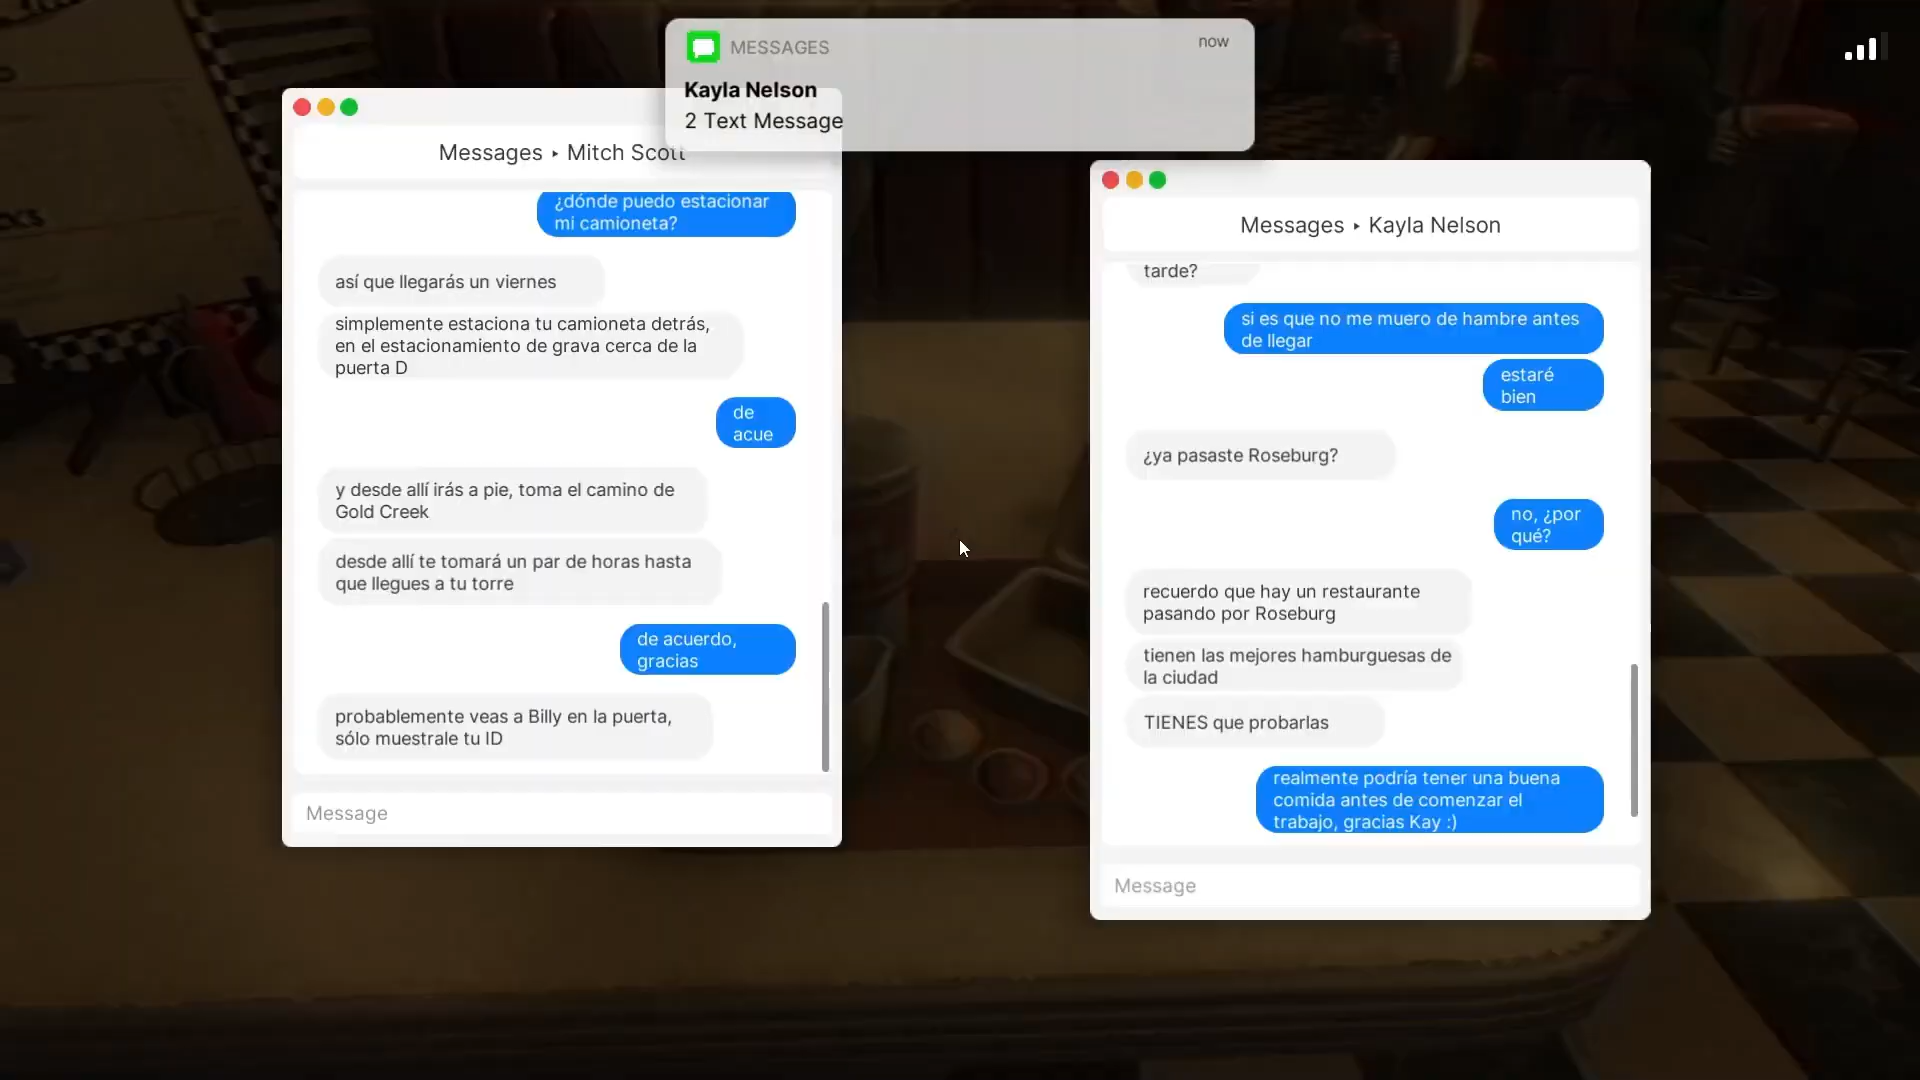 MESSAGES
now
Kayla Nelson
2 Text Message
Messages ▸ Mitch Scott
¿dónde puedo estacionar
mi camioneta?
así que llegarás un viernes
simplemente estaciona tu camioneta detrás,
en el estacionamiento de grava cerca de la
puerta D
de
acue
y desde allí irás a pie, toma el camino de
Gold Creek
desde allí te tomará un par de horas hasta
que llegues a tu torre
de acuerdo,
gracias
probablemente veas a Billy en la puerta,
sólo muestrale tu ID
Message
Messages ▸ Kayla Nelson
tarde?
si es que no me muero de hambre antes
de llegar
estaré
bien
¿ya pasaste Roseburg?
no, ¿por
qué?
recuerdo que hay un restaurante
pasando por Roseburg
tienen las mejores hamburguesas de
la ciudad
TIENES que probarlas
realmente podría tener una buena
comida antes de comenzar el
trabajo, gracias Kay :)
Message